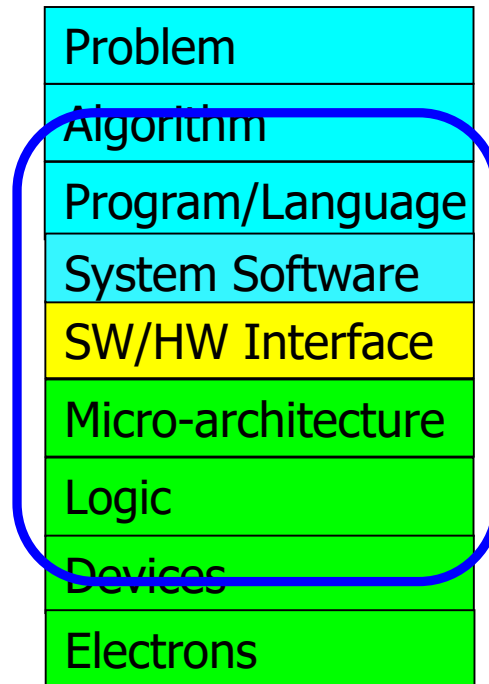 Problem
Algorithm
Program/Language
System Software
SW/HW Interface
Micro-architecture
Logic
Devices
Electrons